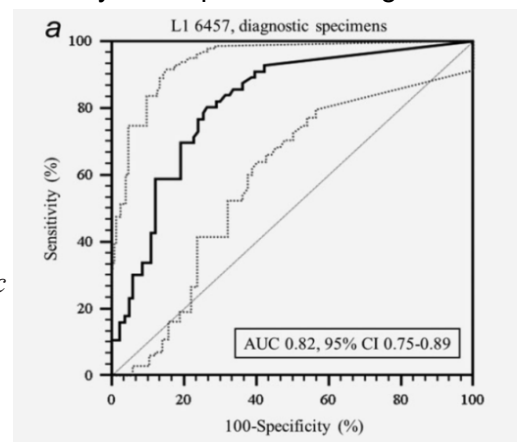 a
L1 6457, diagnostic specimens
100
80
60
40
20
0
Sensitivity (%)
c
AUC 0.82, 95% CI 0.75-0.89
0 20 40 60 80 100
100-Specificity (%)